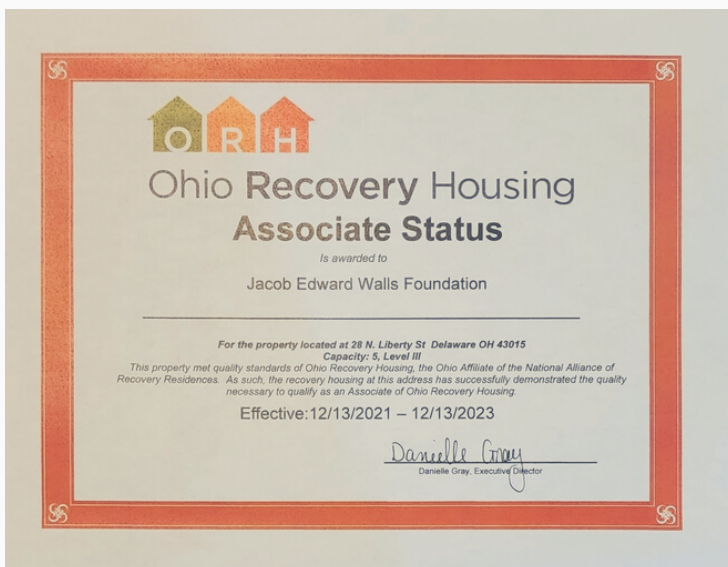 ORH
Ohio Recovery Housing
Associate Status
Is awarded to
Jacob Edward Walls Foundation
For the property located at 28 N. Liberty St Delaware OH 43015
Capacity: 5, Level III
This property met quality standards of Ohio Recovery Housing, the Ohio Affiliate of the National Alliance of
Recovery Residences. As such, the recovery housing at this address has successfully demonstrated the quality
necessary to qualify as an Associate of Ohio Recovery Housing.
Effective:12/13/2021 – 12/13/2023
Danielle Gray
Danielle Gray, Executive Director